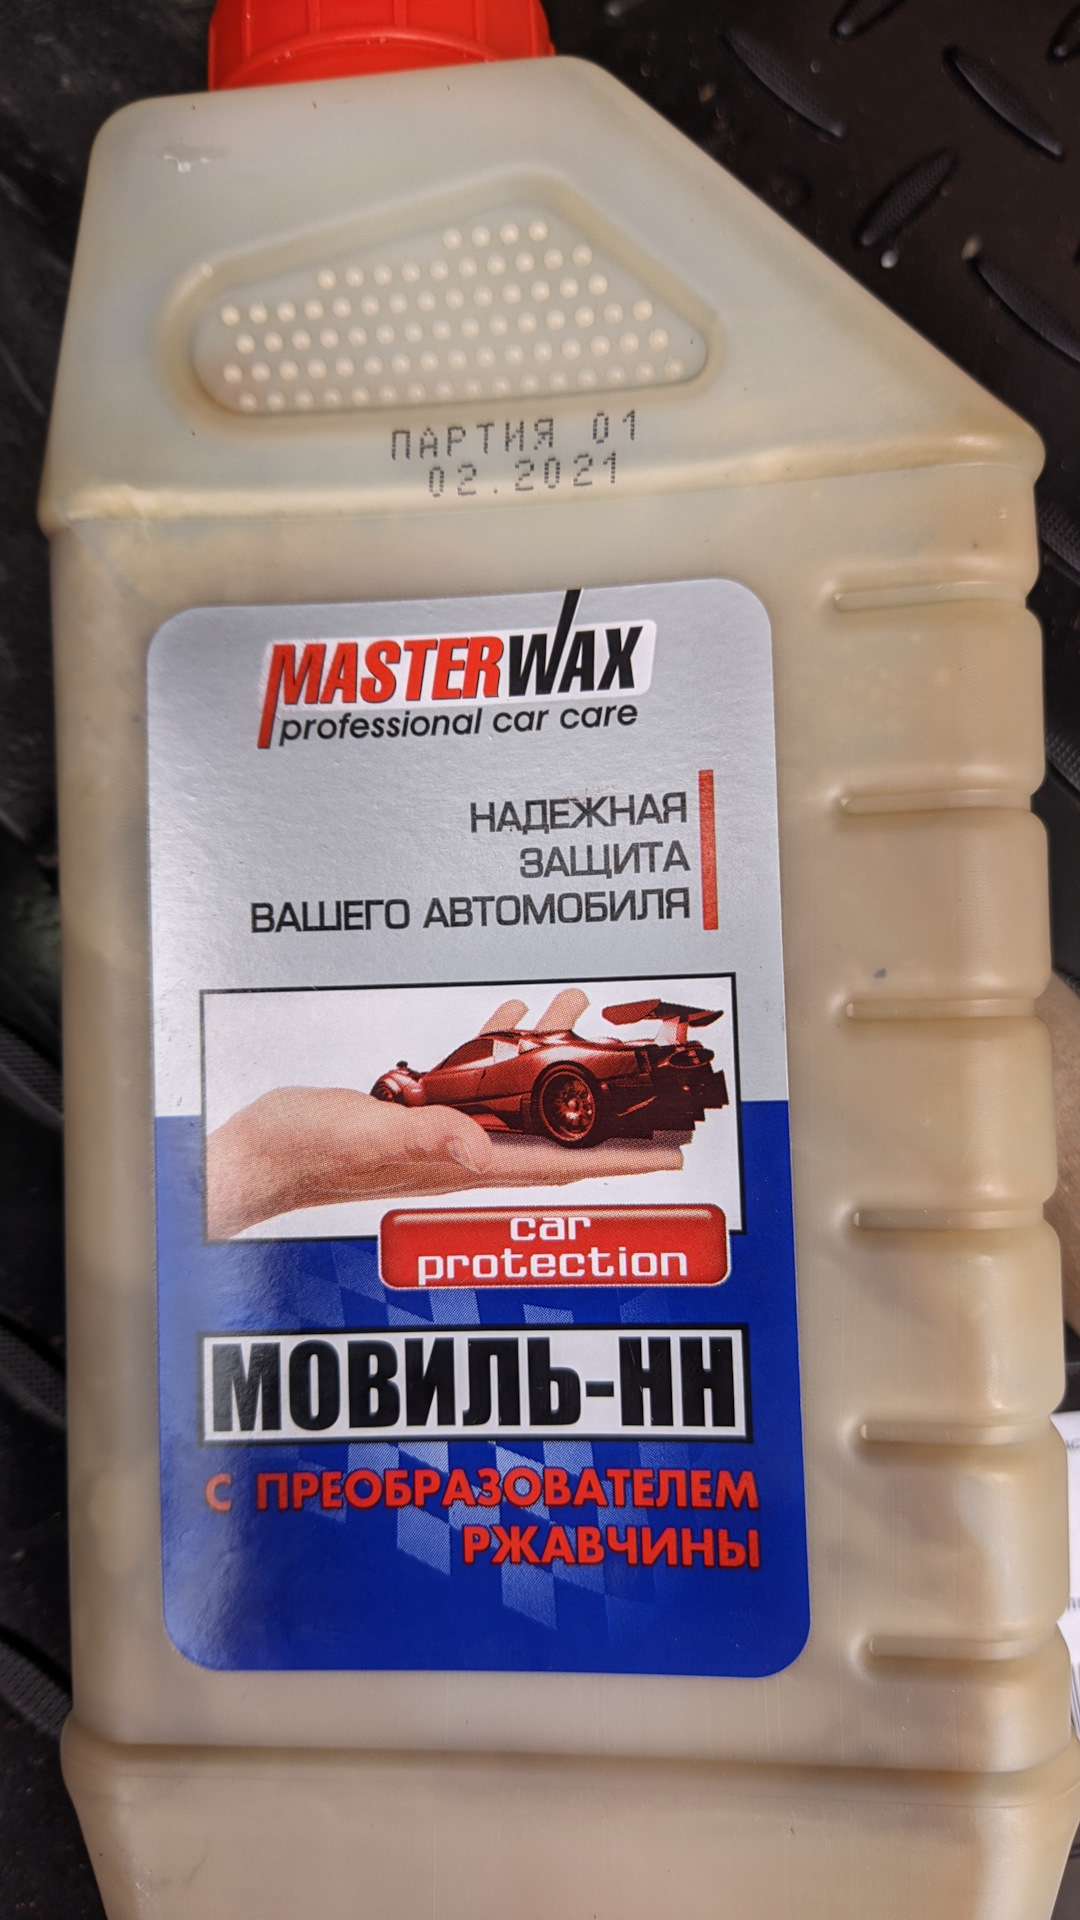 ПАРТИЯ 01
02.2021
MASTERWAX
professional car care
НАДЕЖНАЯ
ЗАЩИТА
ВАШЕГО АВТОМОБИЛЯ
car
protection
МОВИЛЬ-НН
С ПРЕОБРАЗОВАТЕЛЕМ
РЖАВЧИНЫ